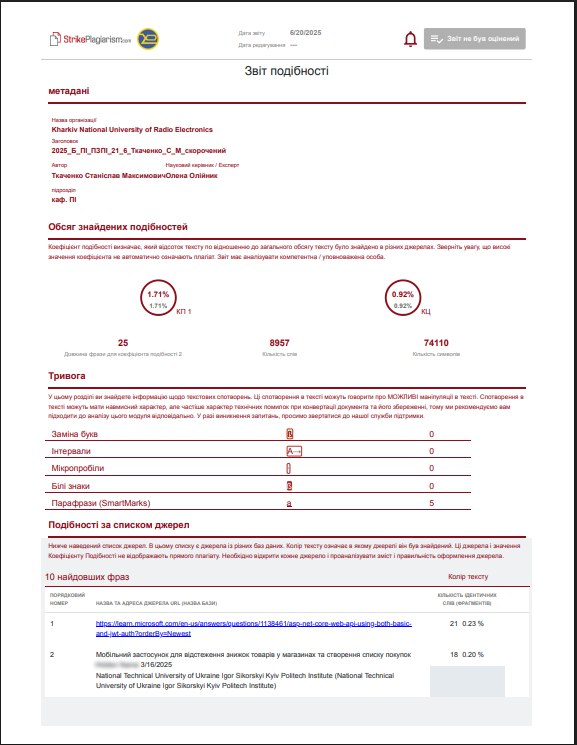 StrikePlagiarism.com
Дата звіту 6/20/2025
Дата редагування ---
Звіт не був оцінений
Звіт подібності
метадані
Назва організації
Kharkiv National University of Radio Electronics
Заголовок
2025_Б_ПІ_ПЗПІ_21_6_Ткаченко_С_М_скорочений
Автор Науковий керівник / Експерт
Ткаченко Станіслав МаксимовичОлена Олійник
підрозділ
каф. ПІ
Обсяг знайдених подібностей
Коефіцієнт подібності визначає, який відсоток тексту по відношенню до загального обсягу тексту було знайдено в різних джерелах. Зверніть увагу, що високі
значення коефіцієнта не автоматично означають плагіат. Звіт має аналізувати компетентна / уповноважена особа.
1.71%
1.71%
КП 1
0.92%
0.92%
КЦ
25 8957 74110
Довжина фрази для коефіцієнта подібності 2 Кількість слів Кількість символів
Тривога
У цьому розділі ви знайдете інформацію щодо текстових спотворень. Ці спотворення в тексті можуть говорити про МОЖЛИВІ маніпуляції в тексті. Спотворення в
тексті можуть мати навмисний характер, але частіше характер технічних помилок при конвертації документа та його збереженні, тому ми рекомендуємо вам
підходити до аналізу цього модуля відповідально. У разі виникнення запитань, просимо звертатися до нашої служби підтримки.
Заміна букв ß 0
Інтервали A→ 0
Мікропробіли 0
Білі знаки ß 0
Парафрази (SmartMarks) a 5
Подібності за списком джерел
Нижче наведений список джерел. В цьому списку є джерела із різних баз даних. Колір тексту означає в якому джерелі він був знайдений. Ці джерела і значення
Коефіцієнту Подібності не відображають прямого плагіату. Необхідно відкрити кожне джерело і проаналізувати зміст і правильність оформлення джерела.
10 найдовших фраз Колір тексту
ПОРЯДКОВИЙ КІЛЬКІСТЬ ІДЕНТИЧНИХ
НОМЕР НАЗВА ТА АДРЕСА ДЖЕРЕЛА URL (НАЗВА БАЗИ) СЛІВ (ФРАГМЕНТІВ)
1 https://learn.microsoft.com/en-us/answers/questions/1138461/asp-net-core-web-api-using-both-basic- 21 0.23 %
and-jwt-auth?orderBy=Newest
2 Мобільний застосунок для відстеження знижок товарів у магазинах та створення списку покупок 18 0.20 %
3/16/2025
National Technical University of Ukraine Igor Sikorskyi Kyiv Politech Institute (National Technical
University of Ukraine Igor Sikorskyi Kyiv Politech Institute)